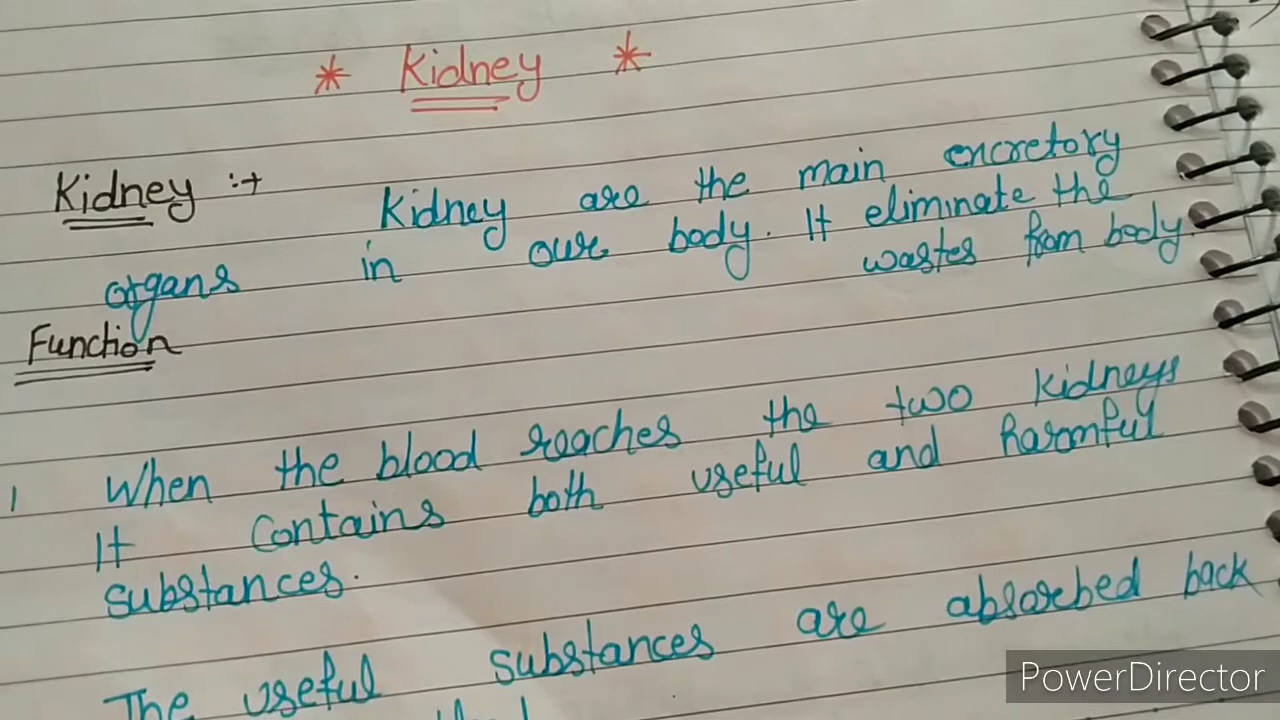 * Kidney *
Kidney :→ Kidney are the main encretory
organs in our body. It eliminate the
wastes from body.
Function
1 When the blood reaches the two kidneys
It contains both useful and harmful
substances.
The useful substances are absorbed back
PowerDirector